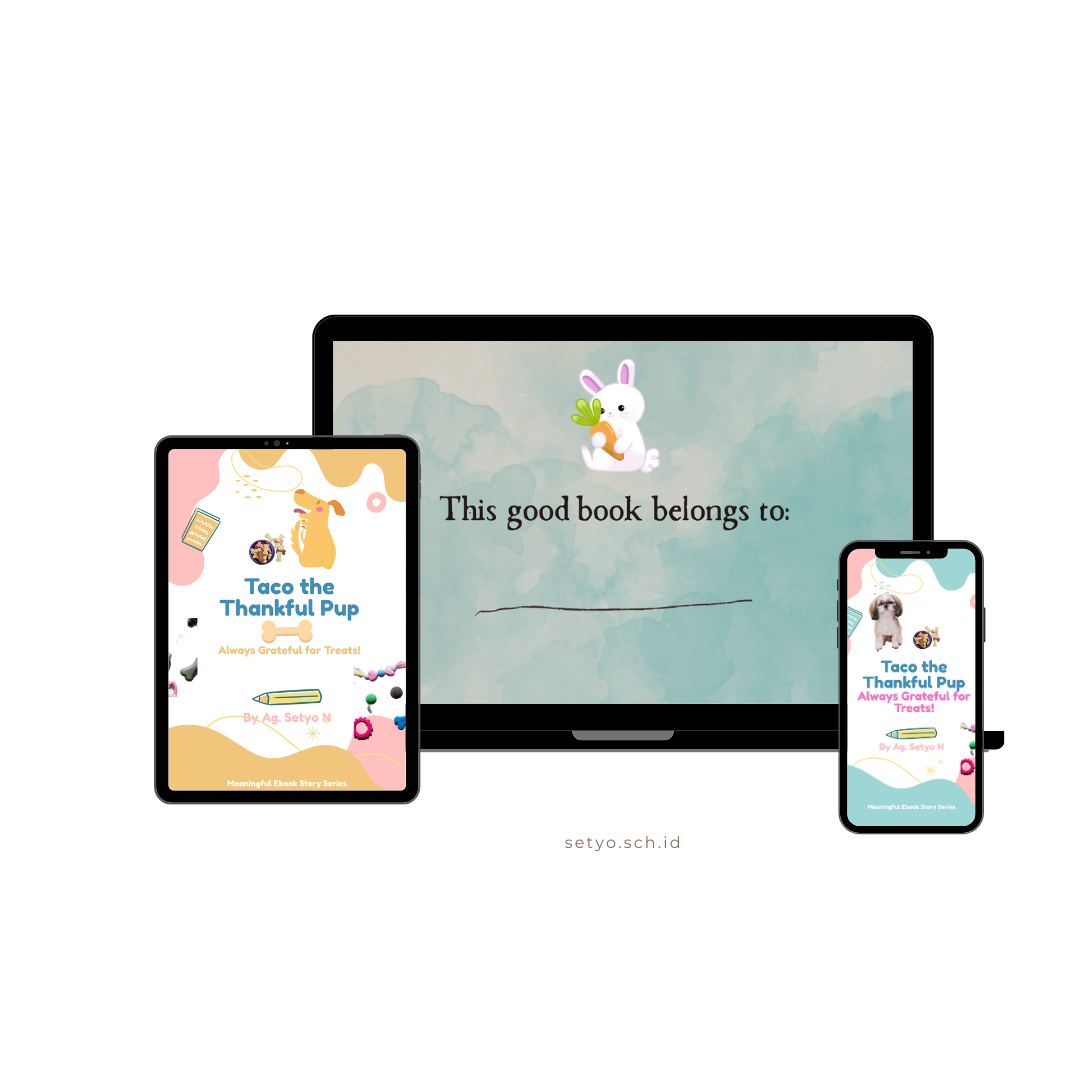 This good book belongs to:
Taco the
Thankful Pup
Always Grateful for Treats!
By Ag. Setyo N
Meaningful Ebook Story Series
Taco the
Thankful Pup
Always Grateful for
Treats!
By Ag. Setyo N
Meaningful Ebook Story Series
setyo.sch.id